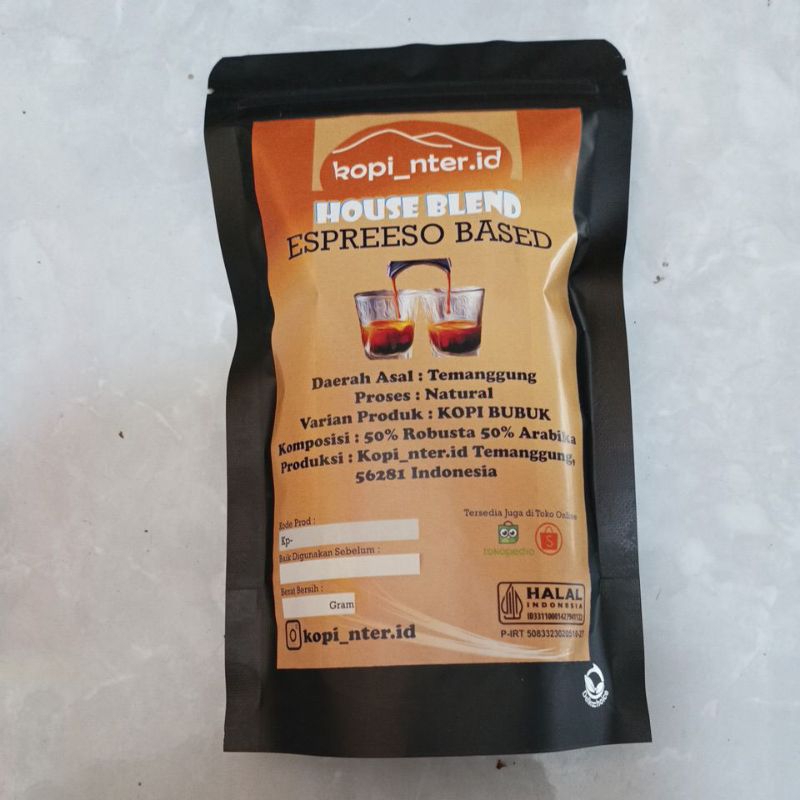 kopi_nter.id
HOUSE BLEND
ESPREESO BASED
Daerah Asal : Temanggung
Proses : Natural
Varian Produk : KOPI BUBUK
Komposisi : 50% Robusta 50% Arabika
Produksi : Kopi_nter.id Temanggung,
56281 Indonesia
Kode Prod :
Kp-
Baik Digunakan Sebelum :
Berat Bersih :
Gram
kopi_nter.id
Tersedia Juga di Toko Online
tokopedia
S
HALAL
INDONESIA
P-IRT